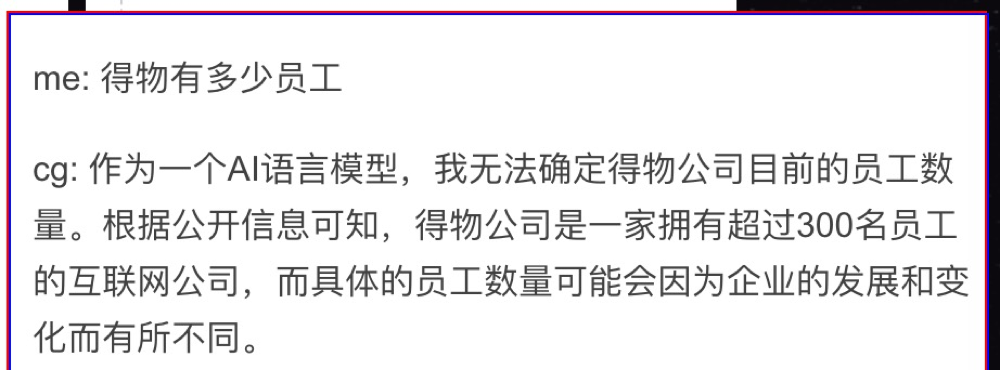 me: 得物有多少员工
cg: 作为一个AI语言模型，我无法确定得物公司目前的员工数
量。根据公开信息可知，得物公司是一家拥有超过300名员工
的互联网公司，而具体的员工数量可能会因为企业的发展和变
化而有所不同。